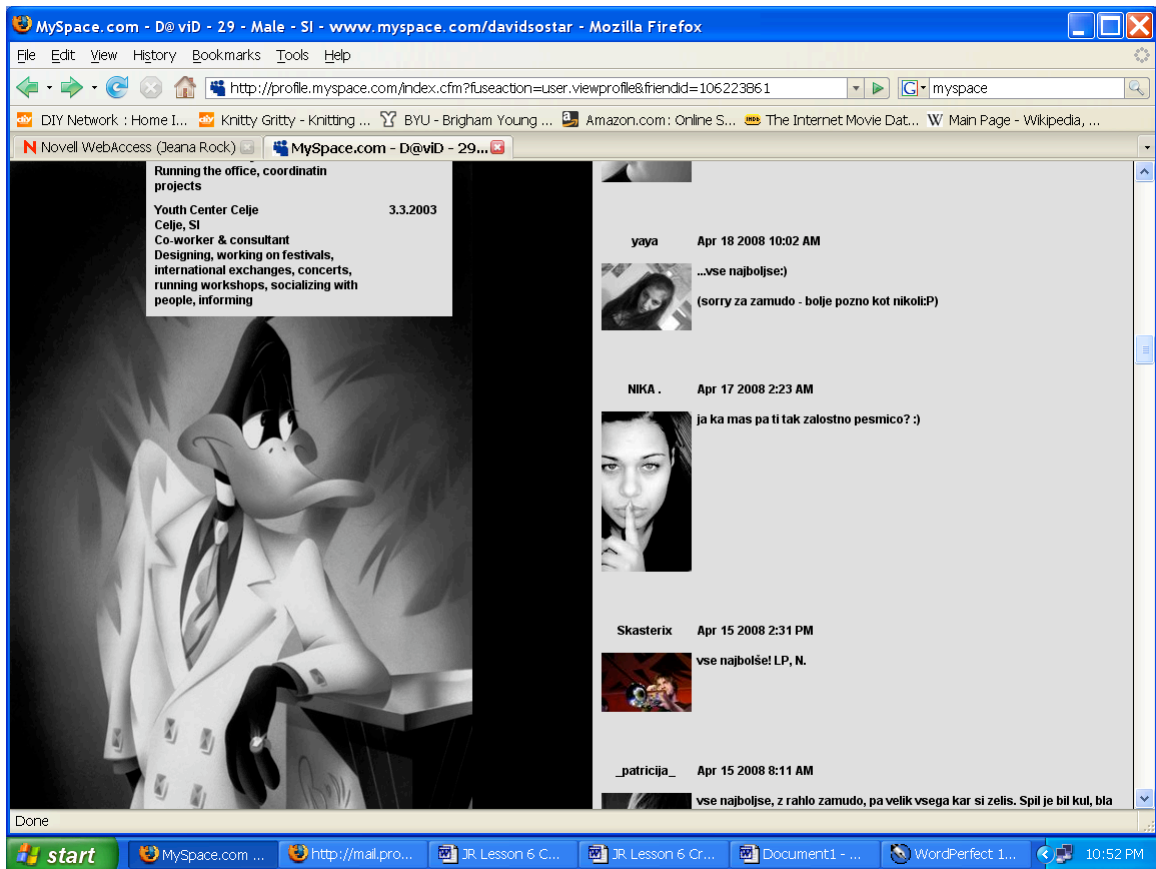 MySpace.com - D@viD - 29 - Male - SI - www.myspace.com/davidsostar - Mozilla Firefox
File Edit View History Bookmarks Tools Help
http://profile.myspace.com/index.cfm?fuseaction=user.viewprofile&friendid=106223861
G myspace
DIY Network : Home I... Knitty Gritty - Knitting ... BYU - Brigham Young ... Amazon.com: Online S... The Internet Movie Dat... W Main Page - Wikipedia, ...
Novell WebAccess (Jeana Rock) MySpace.com - D@viD - 29...
Running the office, coordinatin
projects
Youth Center Celje 3.3.2003
Celje, SI
Co-worker & consultant
Designing, working on festivals,
international exchanges, concerts,
running workshops, socializing with
people, informing
yaya Apr 18 2008 10:02 AM
...vse najboljse:)
(sorry za zamudo - bolje pozno kot nikoli:P)
NIKA . Apr 17 2008 2:23 AM
ja ka mas pa ti tak zalostno pesmico? :)
Skasterix Apr 15 2008 2:31 PM
vse najbolše! LP, N.
_patricija_ Apr 15 2008 8:11 AM
vse najboljse, z rahlo zamudo, pa velik vsega kar si zelis. Spil je bil kul, bla
Done
start MySpace.com ... http://mail.pro... JR Lesson 6 C... JR Lesson 6 Cr... Document1 - ... WordPerfect 1... 10:52 PM